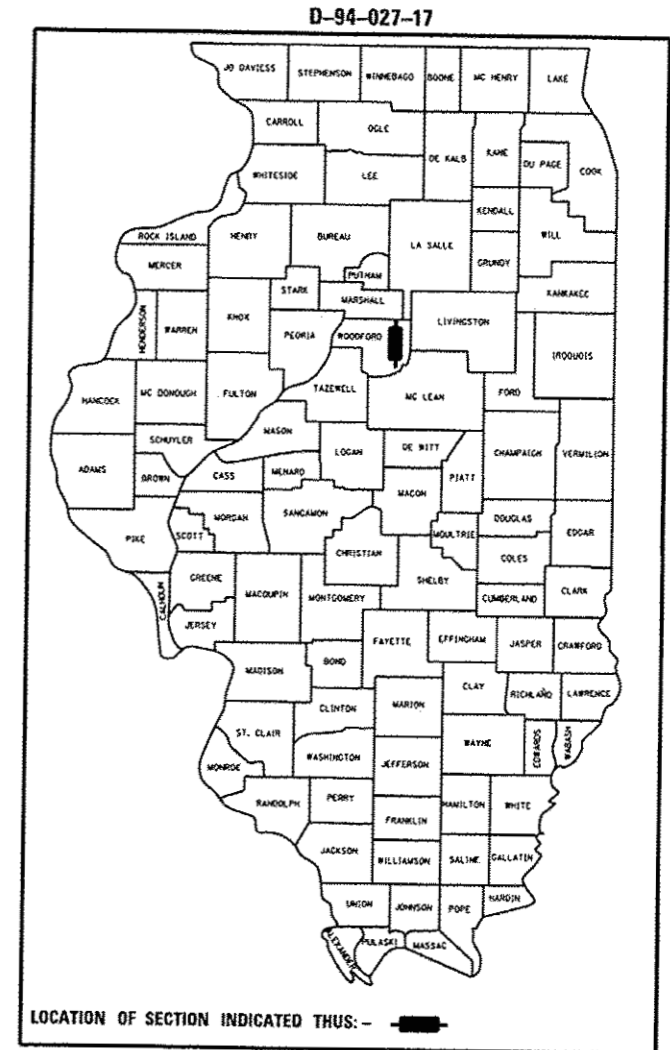 D-94-027-17
JO DAVIESS STEPHENSON WINNEBAGO BOONE MC HENRY LAKE
CARROLL OGLE DE KALB KANE DU PAGE COOK
WHITESIDE LEE
KENDALL
ROCK ISLAND HENRY BUREAU LA SALLE WILL
MERCER PUTNAM GRUNDY
STARK MARSHALL KANKAKEE
HENDERSON WARREN KNOX PEORIA WOODFORD LIVINGSTON IROQUOIS
HANCOCK MC DONOUGH FULTON TAZEWELL MC LEAN FORD
MASON
SCHUYLER LOGAN DE WITT CHAMPAIGN VERMILION
ADAMS BROWN CASS MENARD PIATT
MACON
PIKE SCOTT MORGAN SANGAMON MOULTRIE DOUGLAS EDGAR
CHRISTIAN COLES
CALHOUN GREENE MACOUPIN MONTGOMERY SHELBY CUMBERLAND CLARK
JERSEY
FAYETTE EFFINGHAM JASPER CRAWFORD
MADISON BOND
CLAY RICHLAND LAWRENCE
CLINTON MARION
ST. CLAIR WAYNE EDWARDS WABASH
MONROE WASHINGTON JEFFERSON
RANDOLPH PERRY HAMILTON WHITE
FRANKLIN
JACKSON WILLIAMSON SALINE GALLATIN
UNION JOHNSON POPE HARDIN
ALEXANDER PULASKI MASSAC
LOCATION OF SECTION INDICATED THUS: -